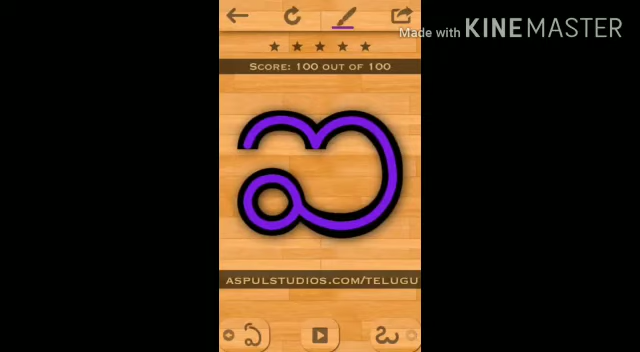 Made with KINEMASTER
SCORE: 100 OUT OF 100
ఐ
ASPULSTUDIOS.COM/TELUGU
ఏ ఒ